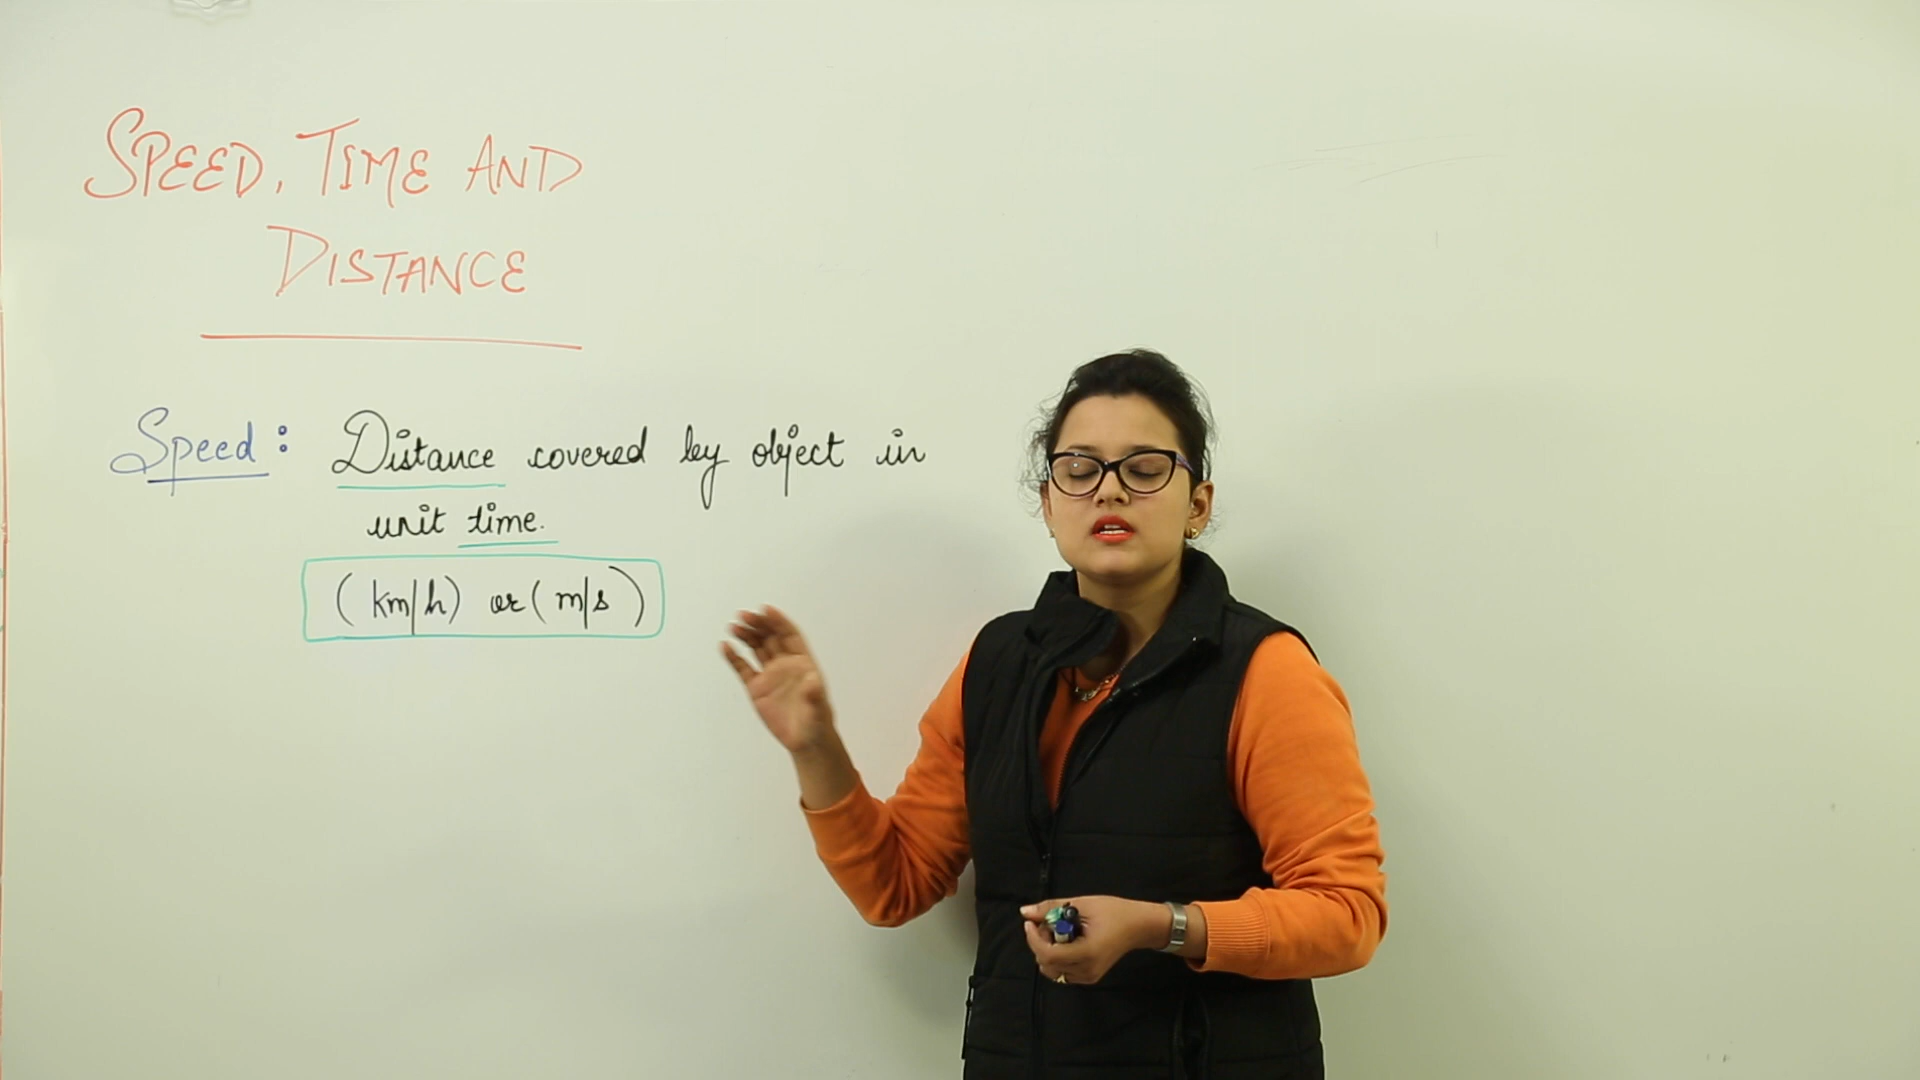 SPEED, TIME AND
DISTANCE
Speed: Distance covered by object in
unit time.
(km/h) or (m/s)